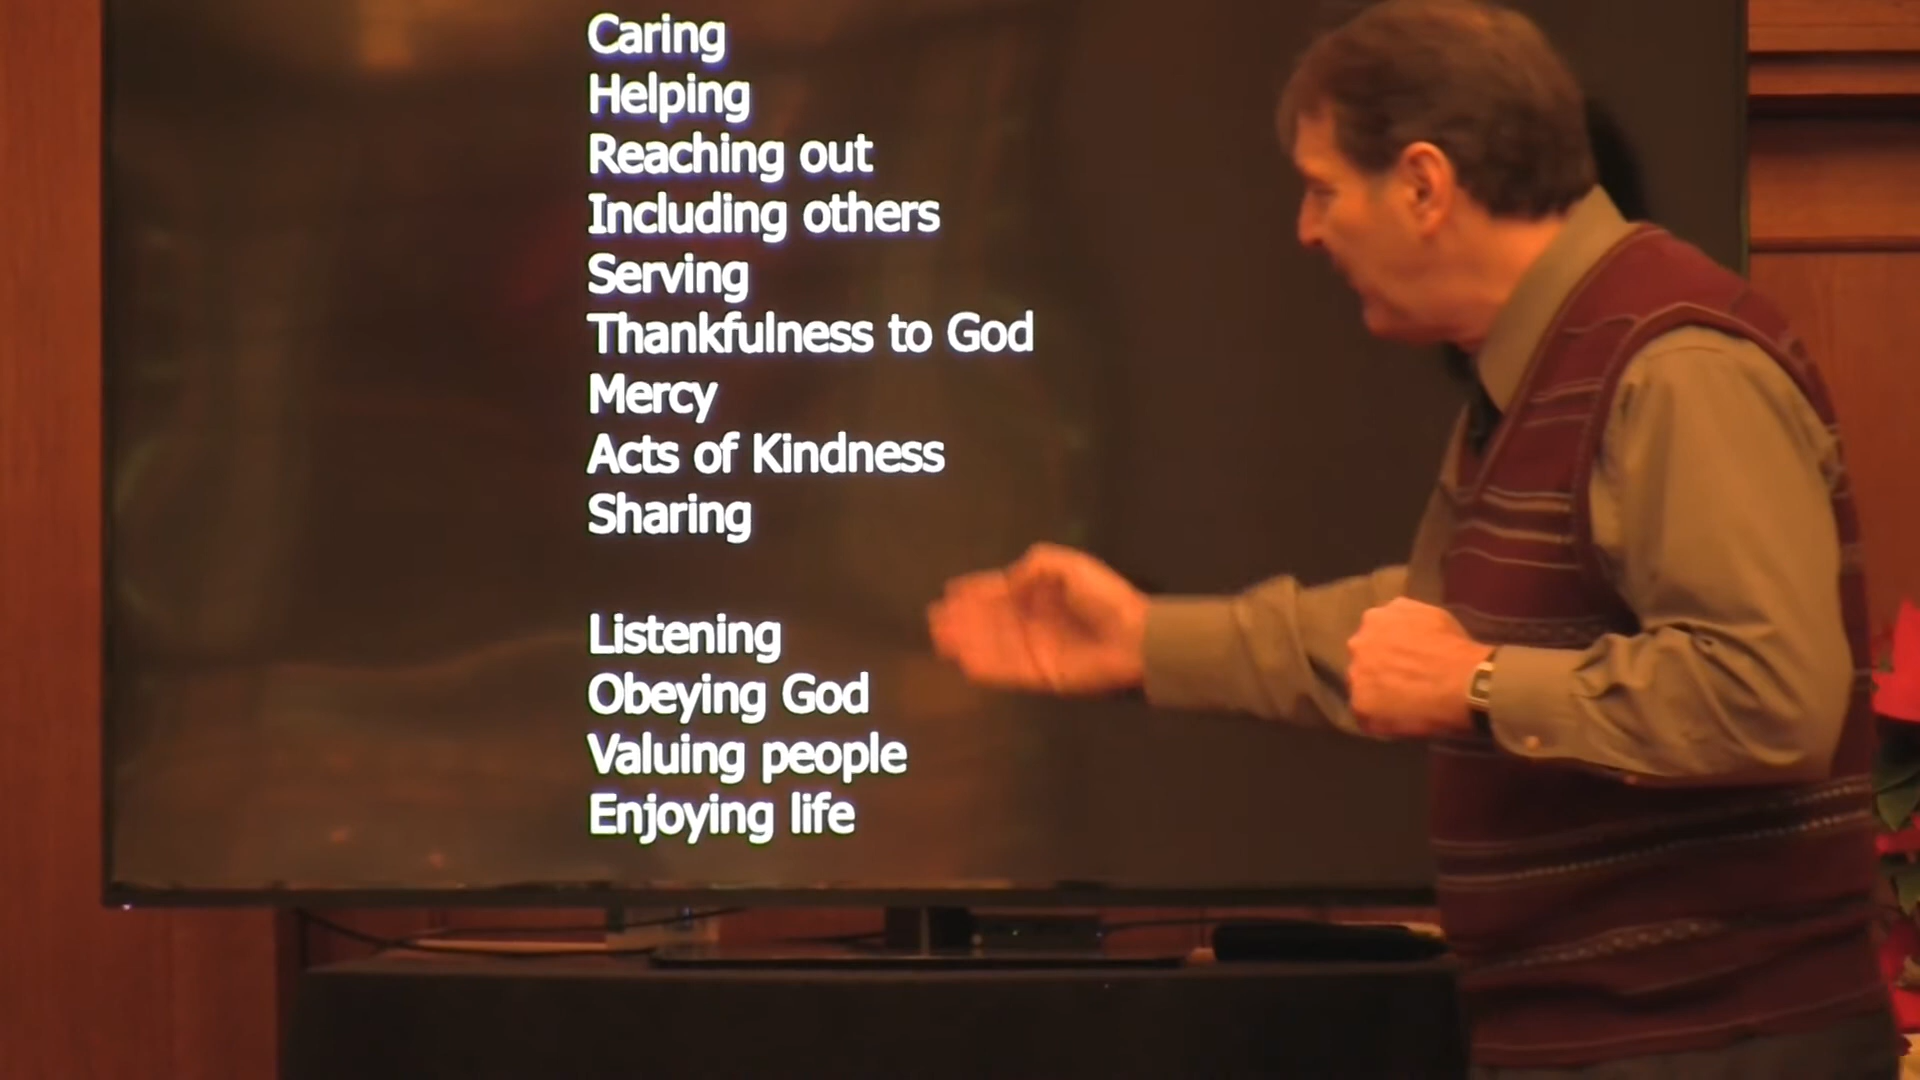 Caring
Helping
Reaching out
Including others
Serving
Thankfulness to God
Mercy
Acts of Kindness
Sharing
Listening
Obeying God
Valuing people
Enjoying life